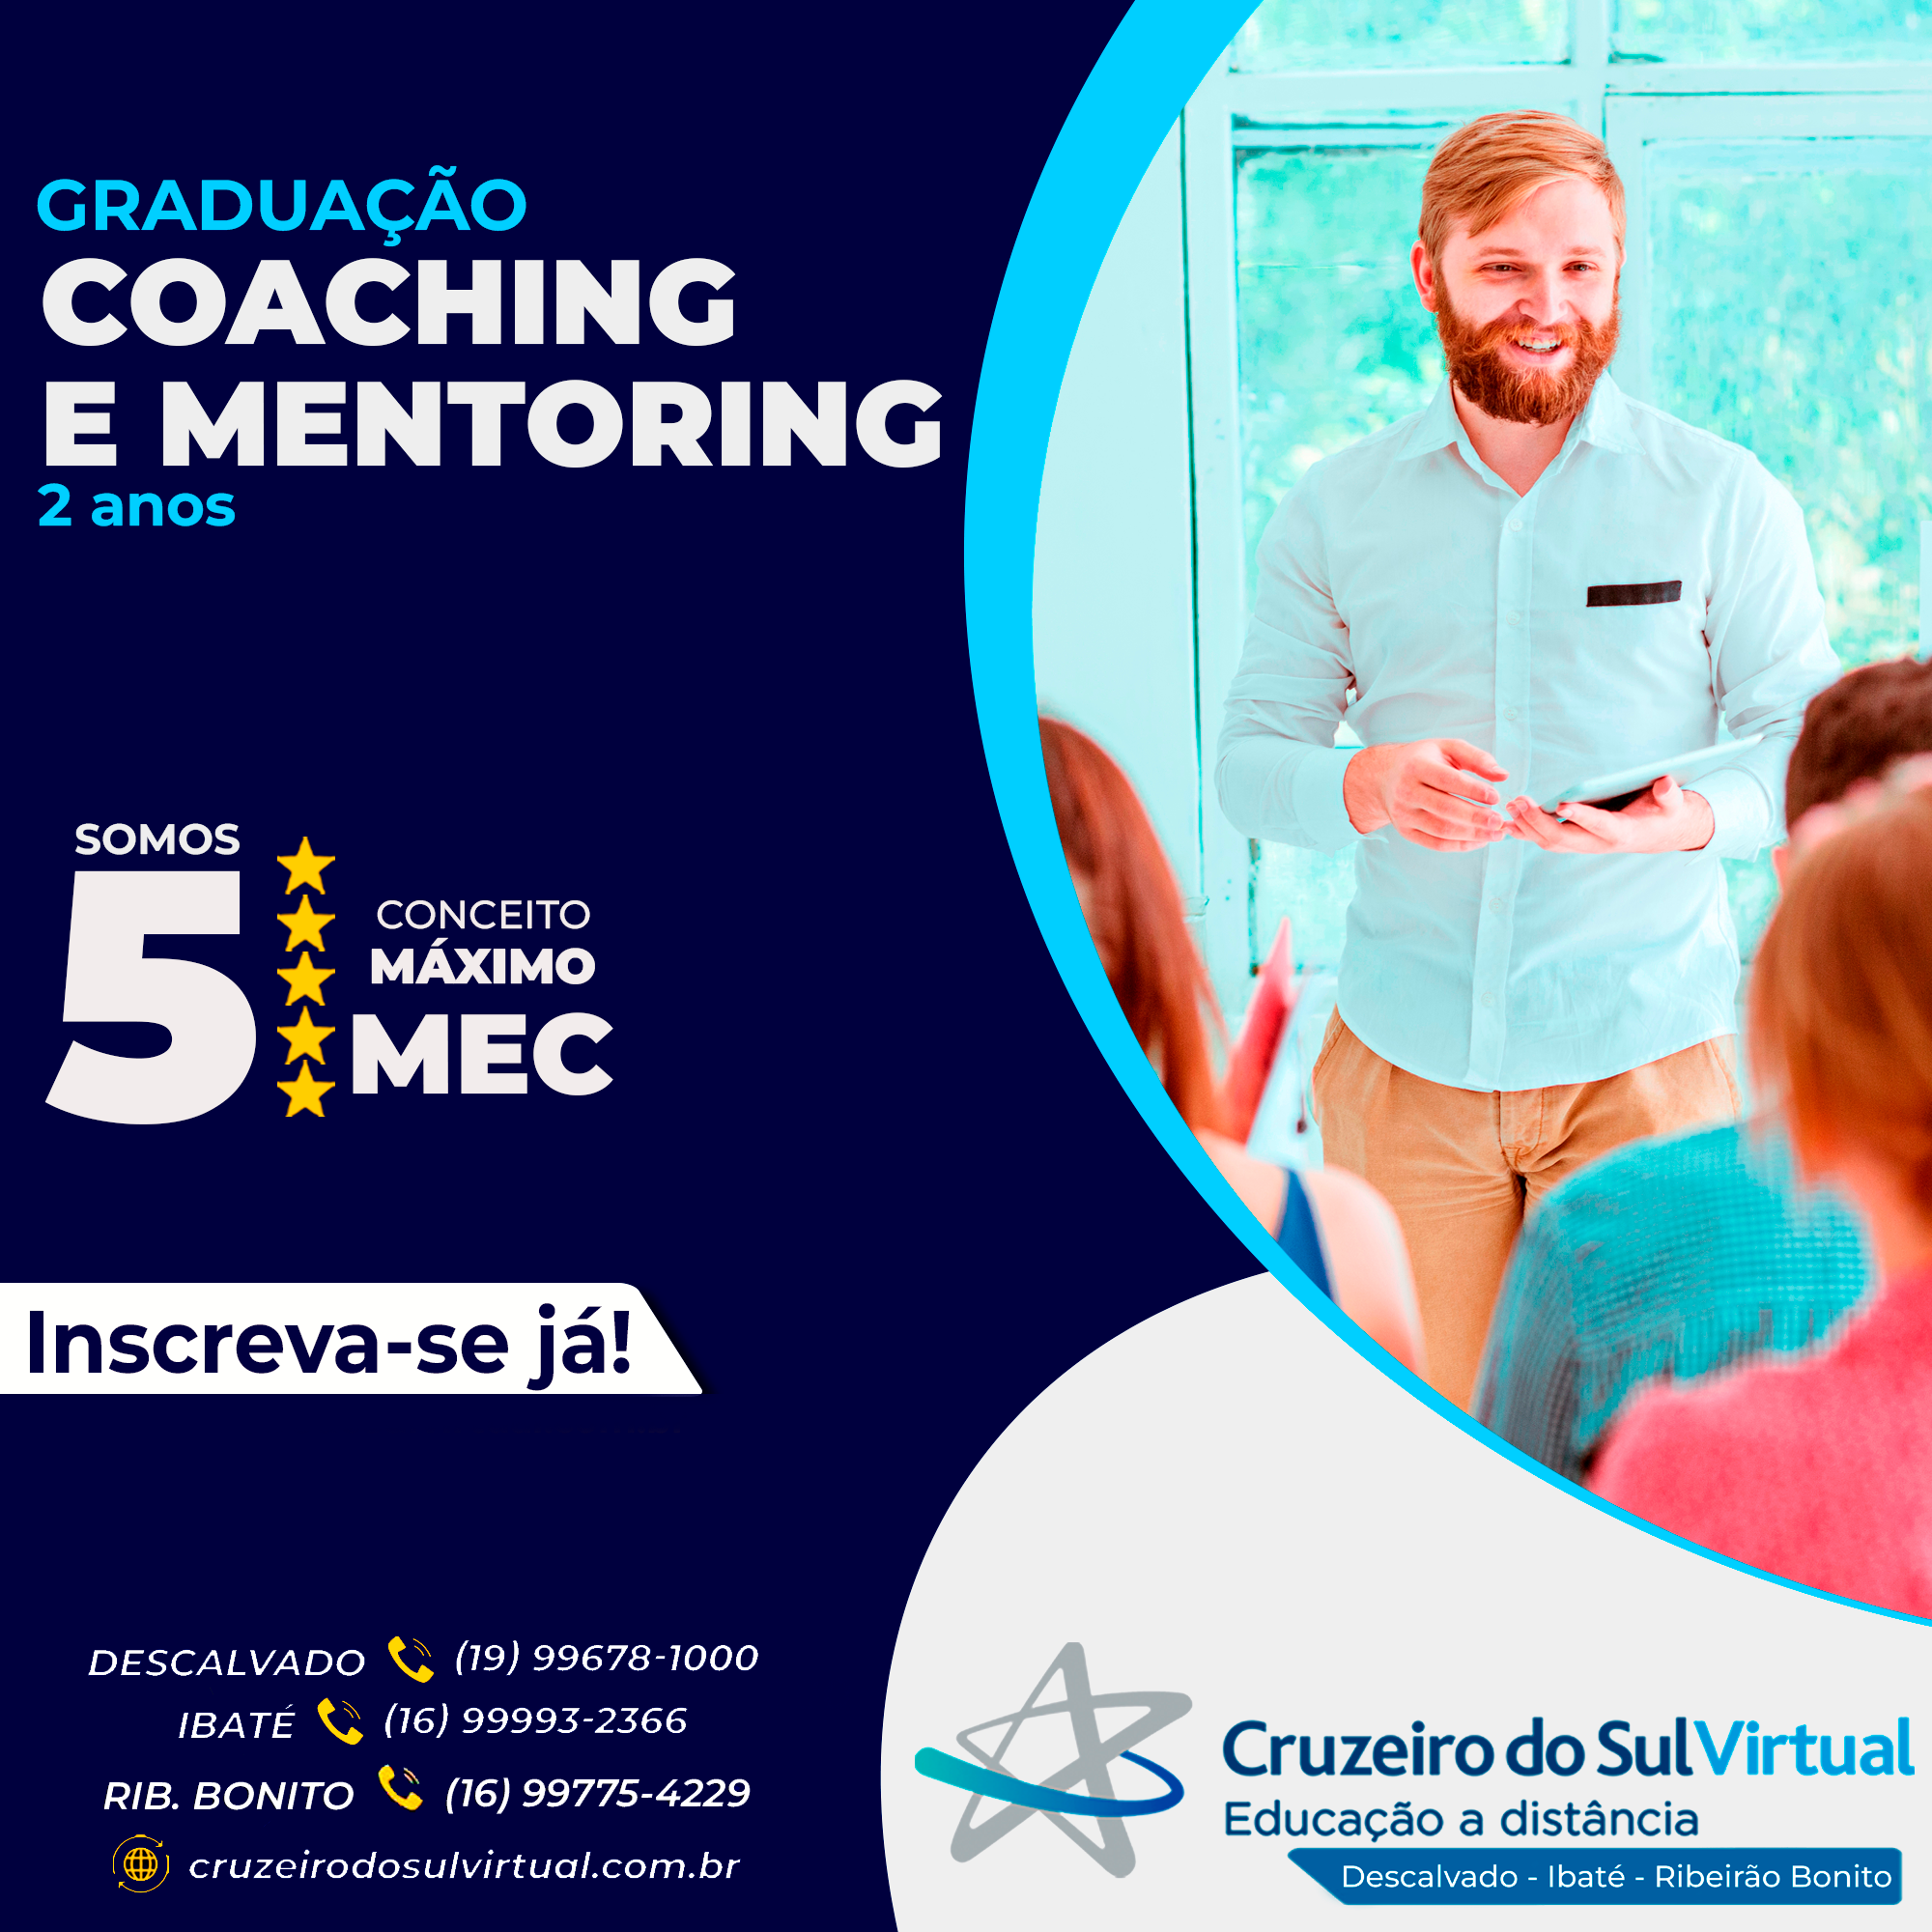 GRADUAÇÃO
COACHING
E MENTORING
2 anos
SOMOS
5
CONCEITO
MÁXIMO
MEC
Inscreva-se já!
DESCALVADO (19) 99678-1000
IBATÉ (16) 99993-2366
RIB. BONITO (16) 99775-4229
cruzeirodosulvirtual.com.br
Cruzeiro do Sul Virtual
Educação a distância
Descalvado - Ibaté - Ribeirão Bonito